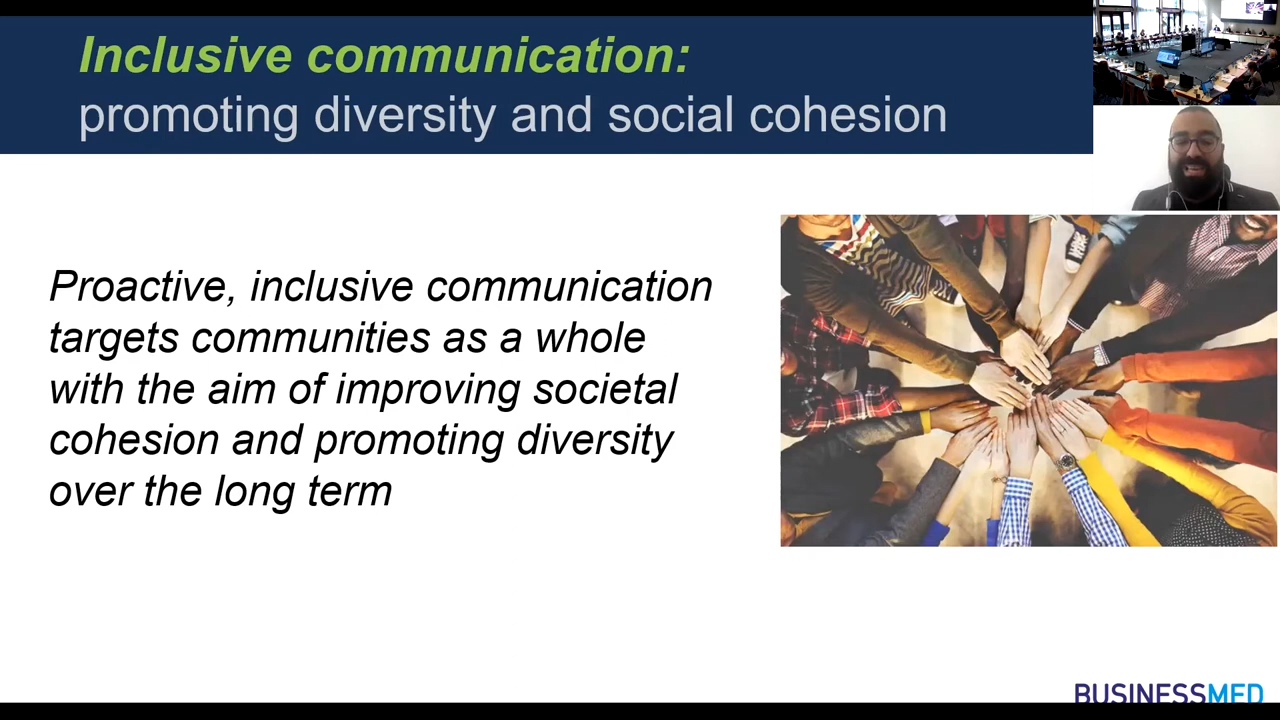 Inclusive communication:
promoting diversity and social cohesion
Proactive, inclusive communication
targets communities as a whole
with the aim of improving societal
cohesion and promoting diversity
over the long term
BUSINESSMED